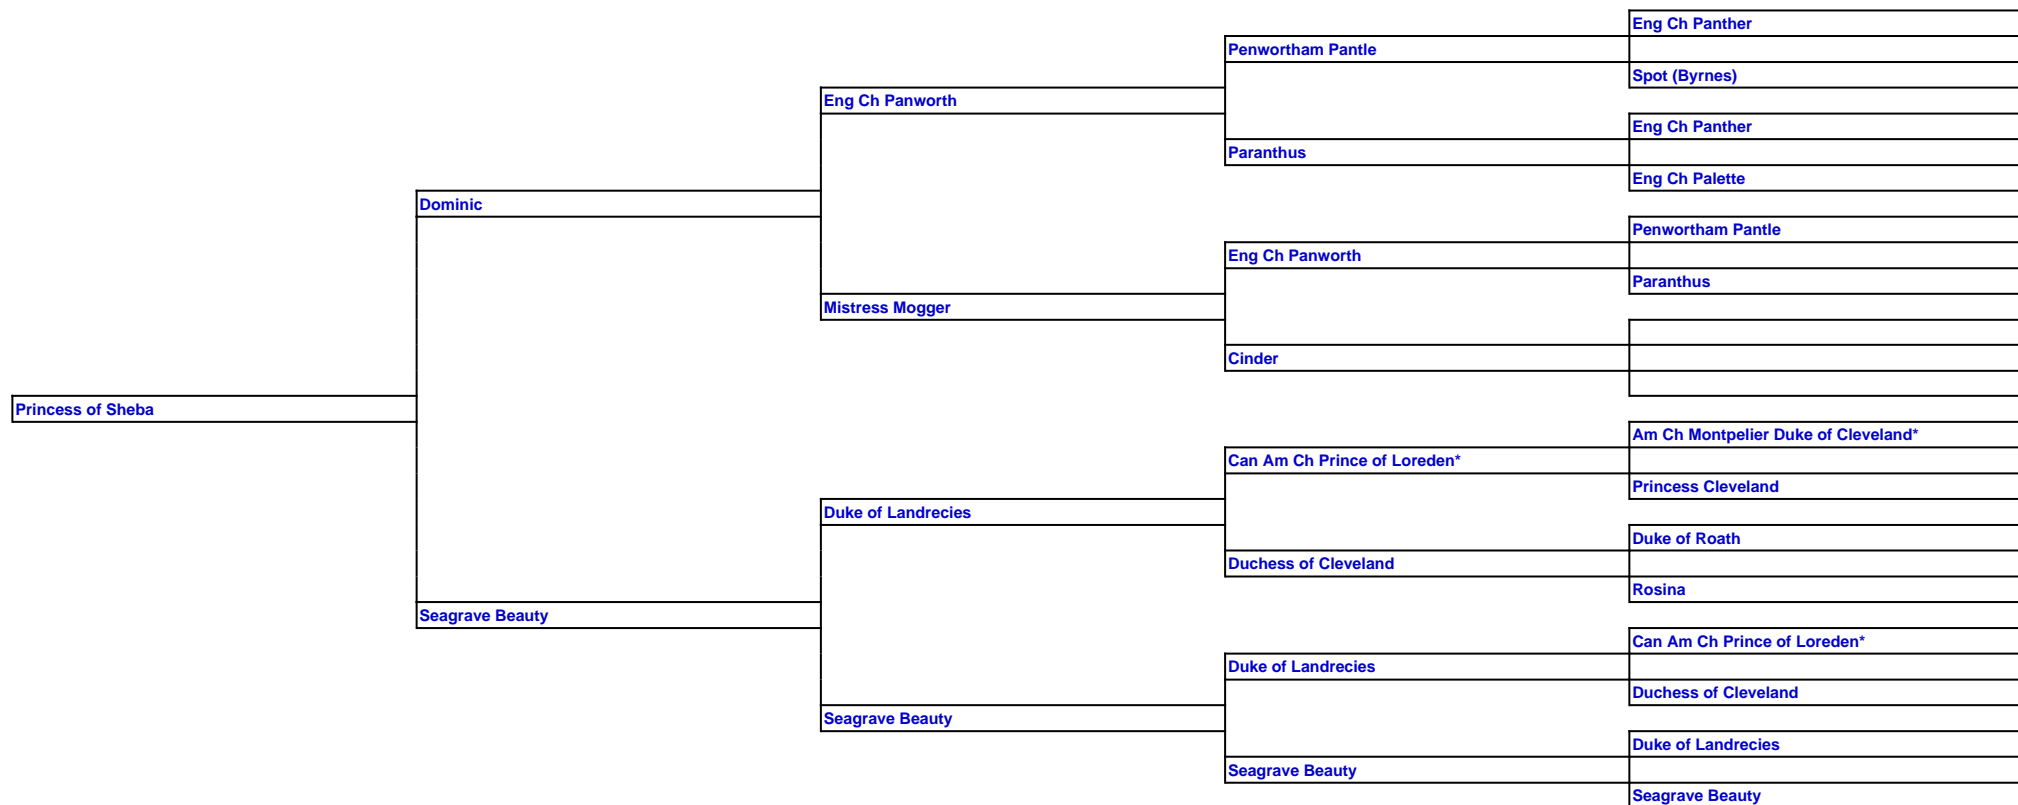 Eng Ch Panther
Penwortham Pantle
Spot (Byrnes)
Eng Ch Panworth
Eng Ch Panther
Paranthus
Eng Ch Palette
Dominic
Penwortham Pantle
Eng Ch Panworth
Paranthus
Mistress Mogger
Cinder
Princess of Sheba
Am Ch Montpelier Duke of Cleveland*
Can Am Ch Prince of Loreden*
Princess Cleveland
Duke of Landrecies
Duke of Roath
Duchess of Cleveland
Rosina
Seagrave Beauty
Can Am Ch Prince of Loreden*
Duke of Landrecies
Duchess of Cleveland
Seagrave Beauty
Duke of Landrecies
Seagrave Beauty
Seagrave Beauty